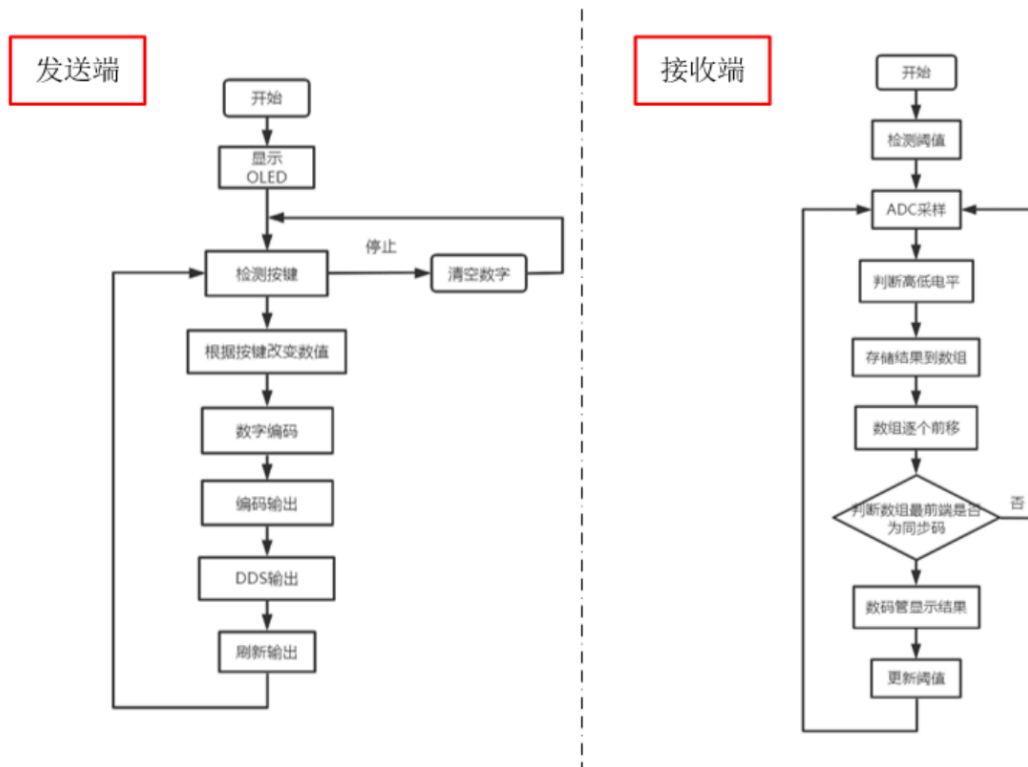 发送端
开始
显示
OLED
停止
检测按键
清空数字
根据按键改变数值
数字编码
编码输出
DDS输出
刷新输出
接收端
开始
检测阈值
ADC采样
判断高低电平
存储结果到数组
数组逐个前移
判断数组最前端是否
为同步码
否
数码管显示结果
更新阈值